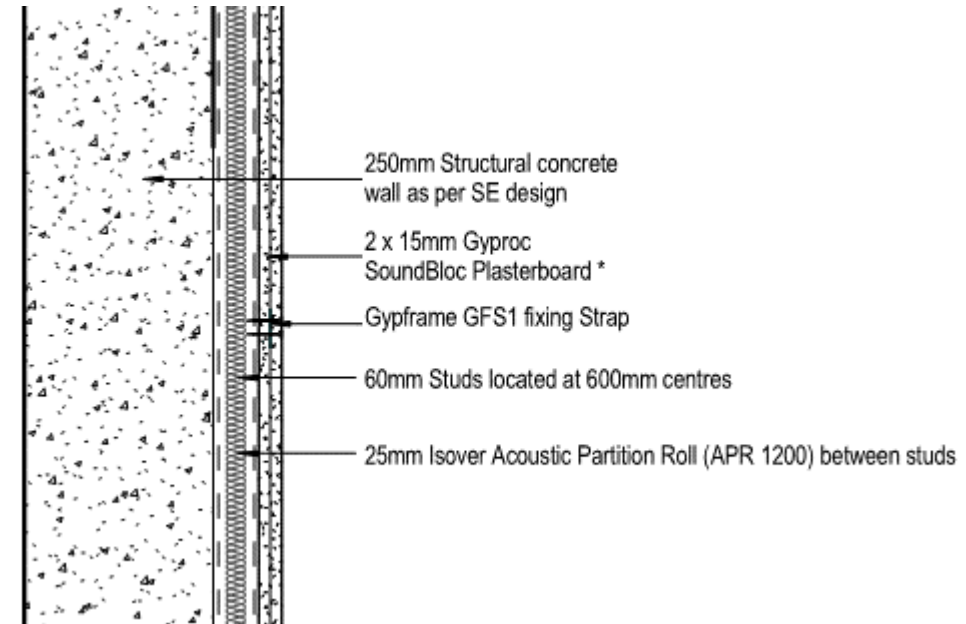 250mm Structural concrete
wall as per SE design
2 x 15mm Gyproc
SoundBloc Plasterboard *
Gypframe GFS1 fixing Strap
60mm Studs located at 600mm centres
25mm Isover Acoustic Partition Roll (APR 1200) between studs